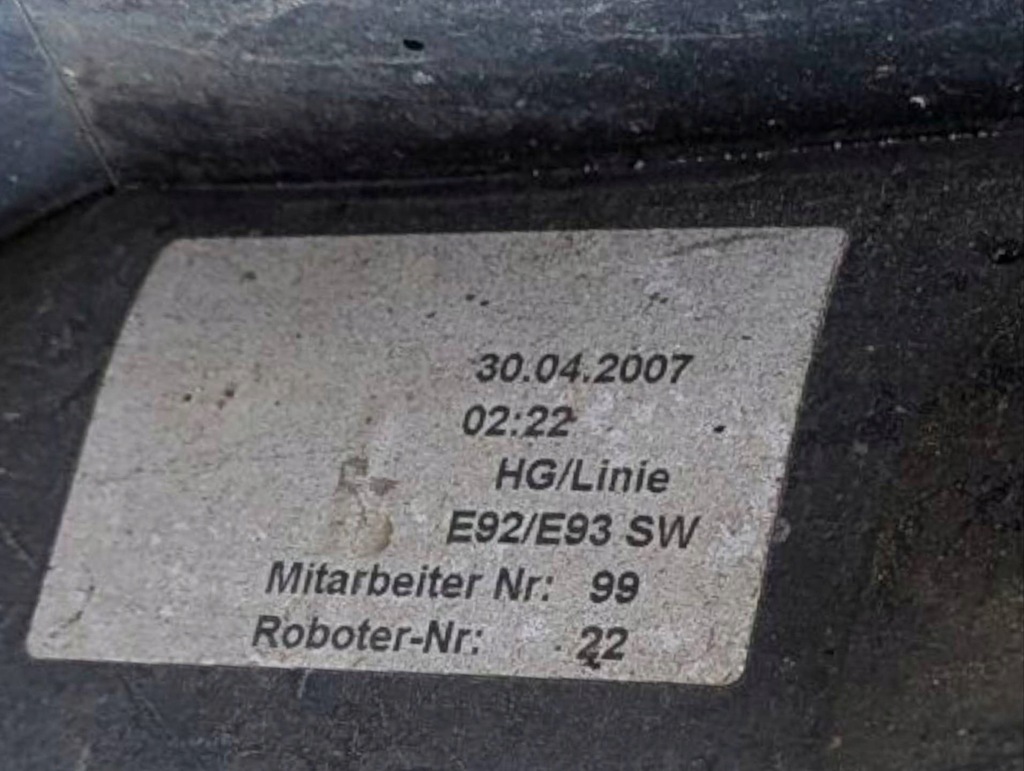 30.04.2007
02:22
HG/Linie
E92/E93 SW
Mitarbeiter Nr: 99
Roboter-Nr: 22